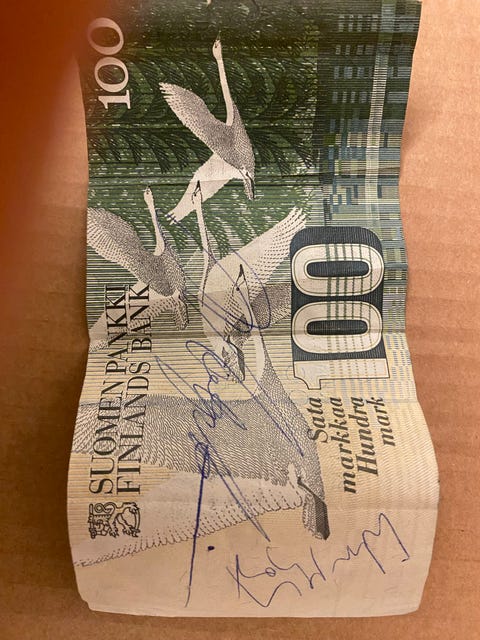 100
SUOMEN PANKKI
FINLANDS BANK
100
Sata
markkaa
Hundra
mark